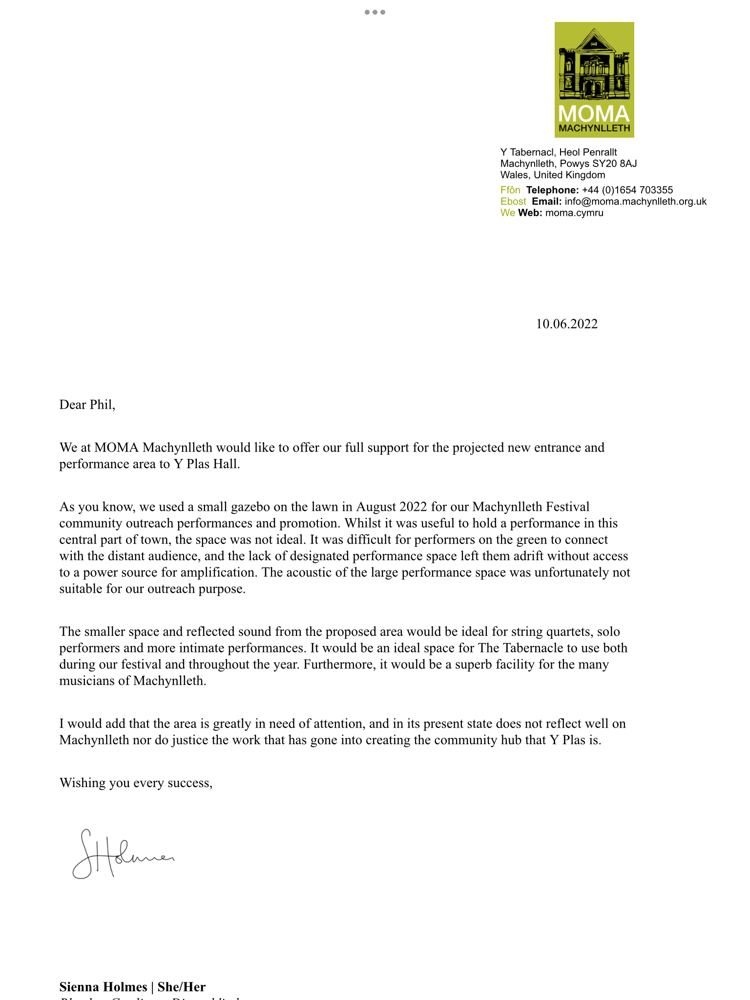 MOMA
MACHYNLLETH
Y Tabernacl, Heol Penrallt
Machynlleth, Powys SY20 8AJ
Wales, United Kingdom
Ffôn Telephone: +44 (0)1654 703355
Ebost Email: info@moma.machynlleth.org.uk
We Web: moma.cymru
10.06.2022
Dear Phil,
We at MOMA Machynlleth would like to offer our full support for the projected new entrance and
performance area to Y Plas Hall.
As you know, we used a small gazebo on the lawn in August 2022 for our Machynlleth Festival
community outreach performances and promotion. Whilst it was useful to hold a performance in this
central part of town, the space was not ideal. It was difficult for performers on the green to connect
with the distant audience, and the lack of designated performance space left them adrift without access
to a power source for amplification. The acoustic of the large performance space was unfortunately not
suitable for our outreach purpose.
The smaller space and reflected sound from the proposed area would be ideal for string quartets, solo
performers and more intimate performances. It would be an ideal space for The Tabernacle to use both
during our festival and throughout the year. Furthermore, it would be a superb facility for the many
musicians of Machynlleth.
I would add that the area is greatly in need of attention, and in its present state does not reflect well on
Machynlleth nor do justice the work that has gone into creating the community hub that Y Plas is.
Wishing you every success,
SHolmes
Sienna Holmes | She/Her